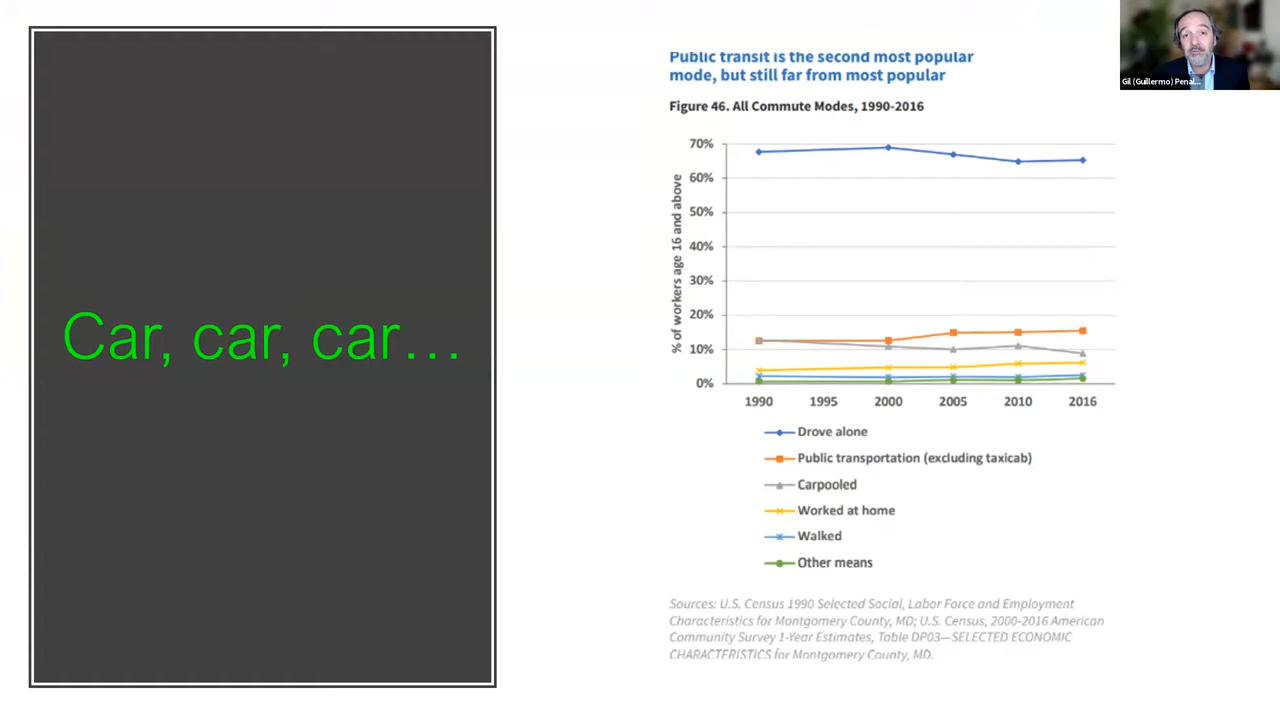 Car, car, car...
Public transit is the second most popular
mode, but still far from most popular
Figure 46. All Commute Modes, 1990-2016
% of workers age 16 and above
70%
60%
50%
40%
30%
20%
10%
0%
1990 1995 2000 2005 2010 2016
Drove alone
Public transportation (excluding taxicab)
Carpooled
Worked at home
Walked
Other means
Sources: U.S. Census 1990 Selected Social, Labor Force and Employment
Characteristics for Montgomery County, MD; U.S. Census, 2000-2016 American
Community Survey 1-Year Estimates, Table DP03—SELECTED ECONOMIC
CHARACTERISTICS for Montgomery County, MD.
Gil (Guillermo) Penal...